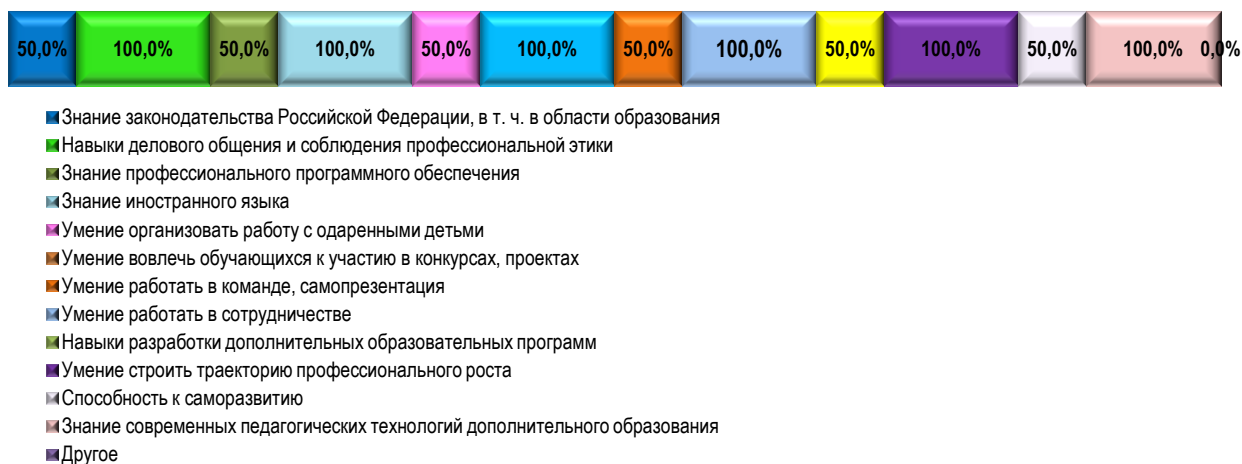 50,0% 100,0% 50,0% 100,0% 50,0% 100,0% 50,0% 100,0% 50,0% 100,0% 50,0% 100,0% 0,0%
Знание законодательства Российской Федерации, в т. ч. в области образования
Навыки делового общения и соблюдения профессиональной этики
Знание профессионального программного обеспечения
Знание иностранного языка
Умение организовать работу с одаренными детьми
Умение вовлечь обучающихся к участию в конкурсах, проектах
Умение работать в команде, самопрезентация
Умение работать в сотрудничестве
Навыки разработки дополнительных образовательных программ
Умение строить траекторию профессионального роста
Способность к саморазвитию
Знание современных педагогических технологий дополнительного образования
Другое